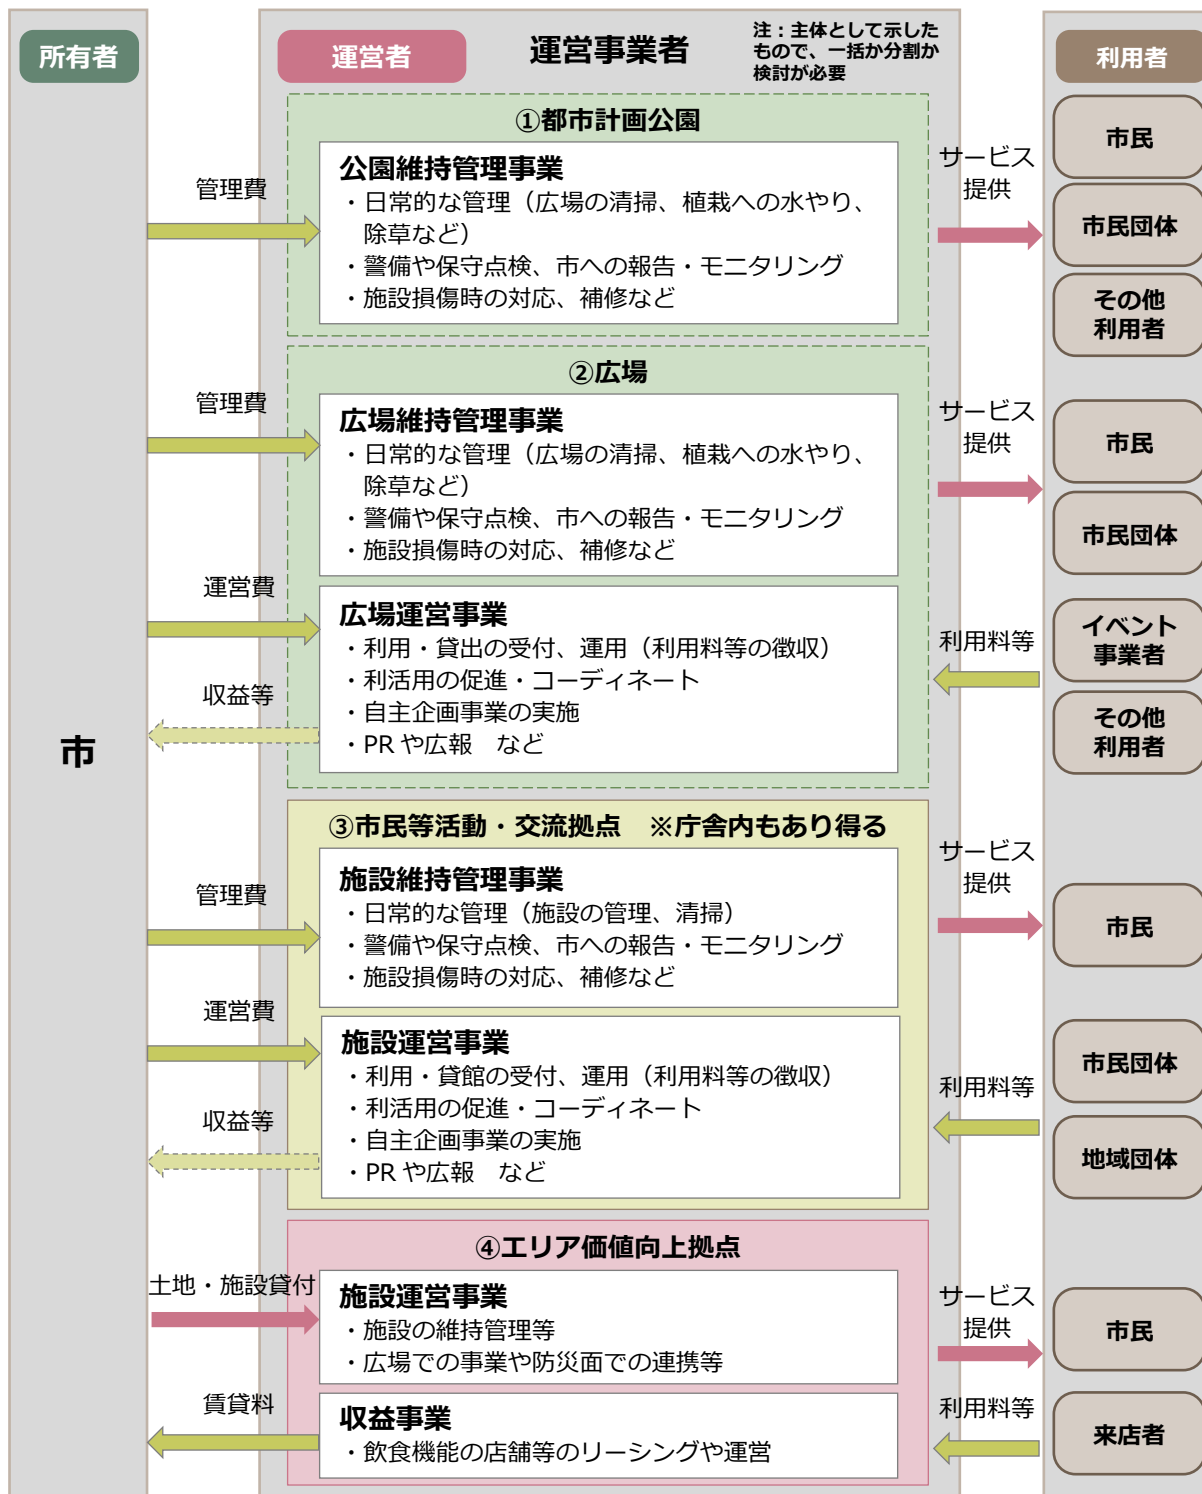 所有者
運営者
運営事業者
注：主体として示した
もので、一括か分割か
検討が必要
利用者
市
①都市計画公園
管理費
公園維持管理事業
・日常的な管理（広場の清掃、植栽への水やり、
除草など）
・警備や保守点検、市への報告・モニタリング
・施設損傷時の対応、補修など
サービス
提供
市民
市民団体
その他
利用者
②広場
管理費
広場維持管理事業
・日常的な管理（広場の清掃、植栽への水やり、
除草など）
・警備や保守点検、市への報告・モニタリング
・施設損傷時の対応、補修など
サービス
提供
市民
市民団体
運営費
収益等
広場運営事業
・利用・貸出の受付、運用（利用料等の徴収）
・利活用の促進・コーディネート
・自主企画事業の実施
・PR や広報　など
利用料等
イベント
事業者
その他
利用者
③市民等活動・交流拠点　※庁舎内もあり得る
管理費
施設維持管理事業
・日常的な管理（施設の管理、清掃）
・警備や保守点検、市への報告・モニタリング
・施設損傷時の対応、補修など
サービス
提供
市民
運営費
収益等
施設運営事業
・利用・貸館の受付、運用（利用料等の徴収）
・利活用の促進・コーディネート
・自主企画事業の実施
・PR や広報　など
利用料等
市民団体
地域団体
④エリア価値向上拠点
土地・施設貸付
施設運営事業
・施設の維持管理等
・広場での事業や防災面での連携等
サービス
提供
市民
賃貸料
収益事業
・飲食機能の店舗等のリーシングや運営
利用料等
来店者